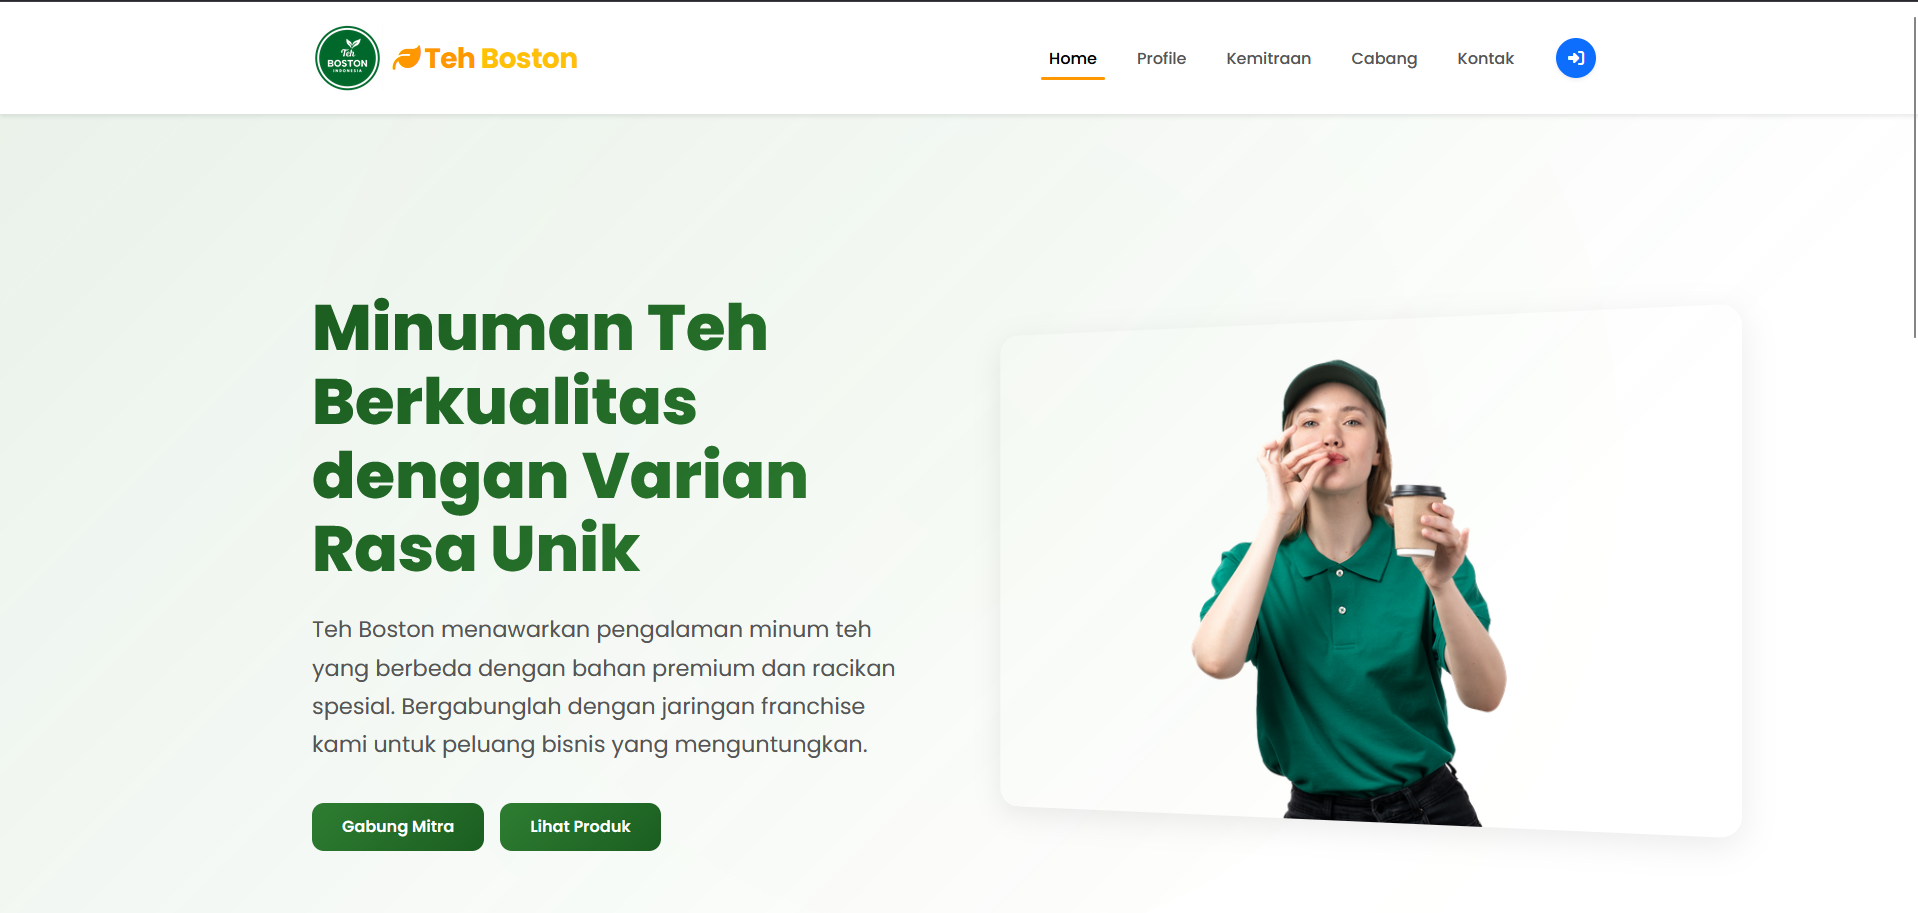 Teh
BOSTON
INDONESIA
Teh Boston
Home
Profile
Kemitraan
Cabang
Kontak
Minuman Teh
Berkualitas
dengan Varian
Rasa Unik
Teh Boston menawarkan pengalaman minum teh
yang berbeda dengan bahan premium dan racikan
spesial. Bergabunglah dengan jaringan franchise
kami untuk peluang bisnis yang menguntungkan.
Gabung Mitra
Lihat Produk